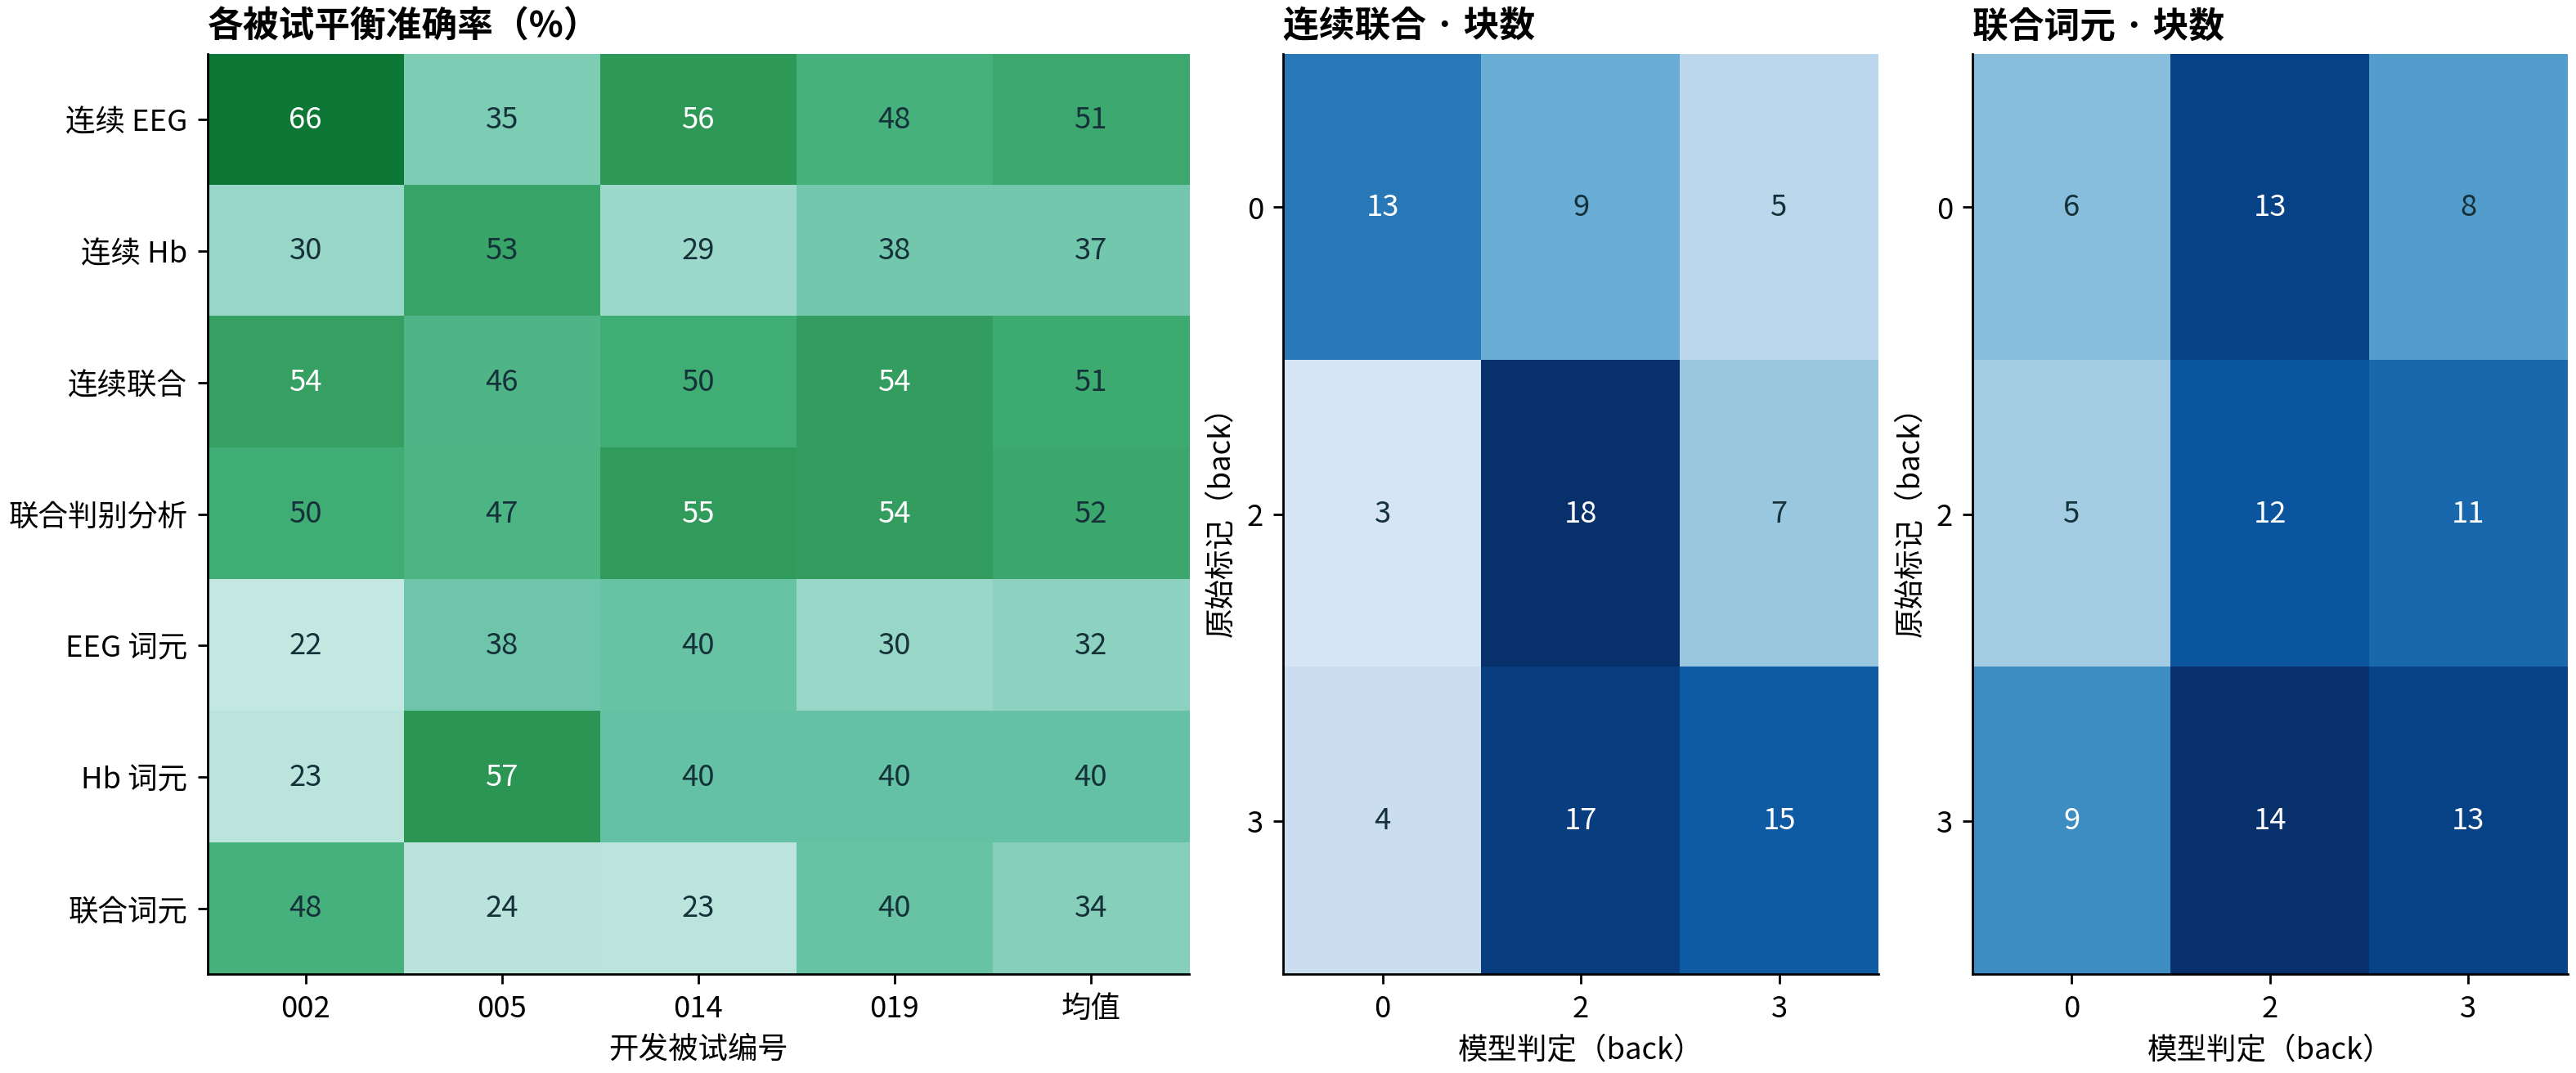 各被试平衡准确率（%）
连续 EEG 66 35 56 48 51
连续 Hb 30 53 29 38 37
连续联合 54 46 50 54 51
联合判别分析 50 47 55 54 52
EEG 词元 22 38 40 30 32
Hb 词元 23 57 40 40 40
联合词元 48 24 23 40 34
002 005 014 019 均值
开发被试编号
连续联合 · 块数
原始标记（back）
0 13 9 5
2 3 18 7
3 4 17 15
0 2 3
模型判定（back）
联合词元 · 块数
原始标记（back）
0 6 13 8
2 5 12 11
3 9 14 13
0 2 3
模型判定（back）